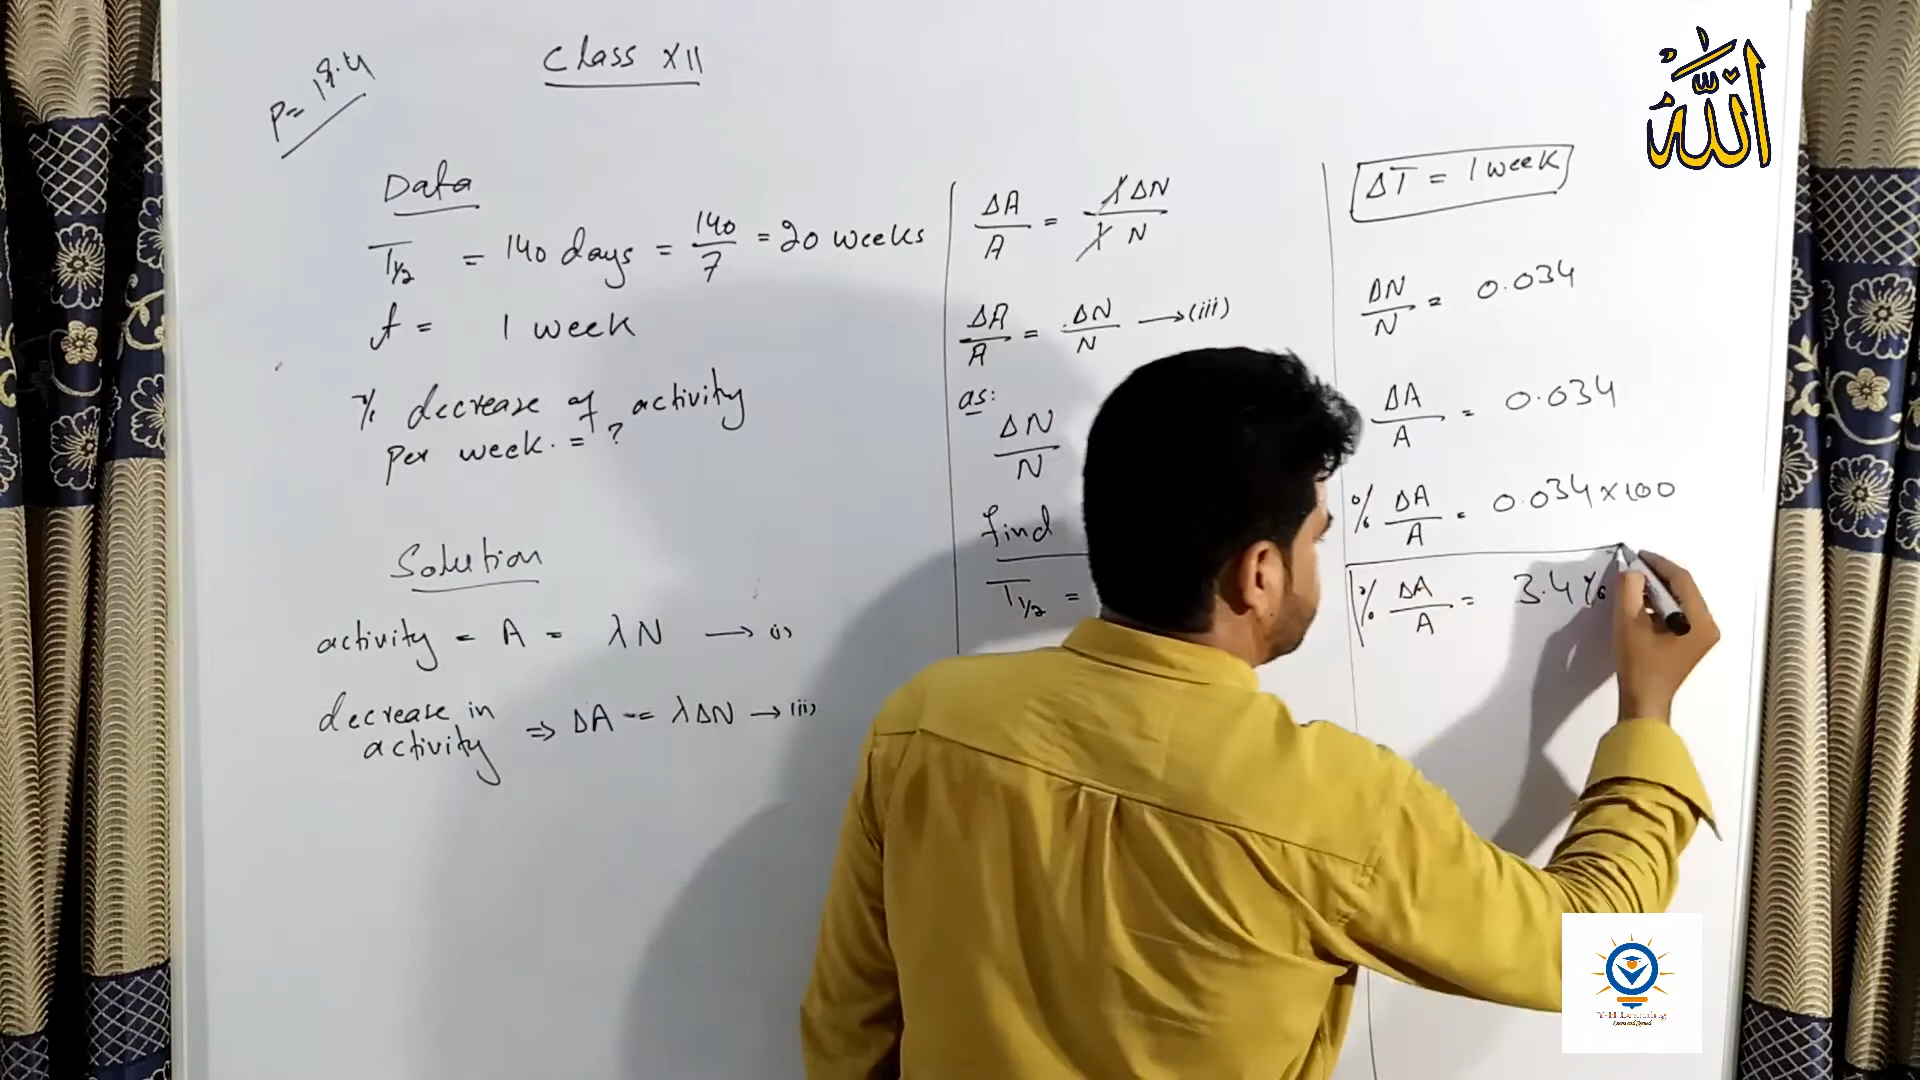 P= 19.4
Class XII
Data
T1/2 = 140 days = 140/7 = 20 weeks
t = 1 week
% decrease of activity
per week. = ?
Solution
activity = A = λN → (i)
decrease in
activity ⇒ ΔA = λΔN → (ii)
ΔA/A = λΔN/λN
ΔA/A = ΔN/N → (iii)
as:
ΔN/N
find
T1/2 =
ΔT = 1 week
ΔN/N = 0.034
ΔA/A = 0.034
% ΔA/A = 0.034×100
% ΔA/A = 3.4%
الله
Y-H Learning